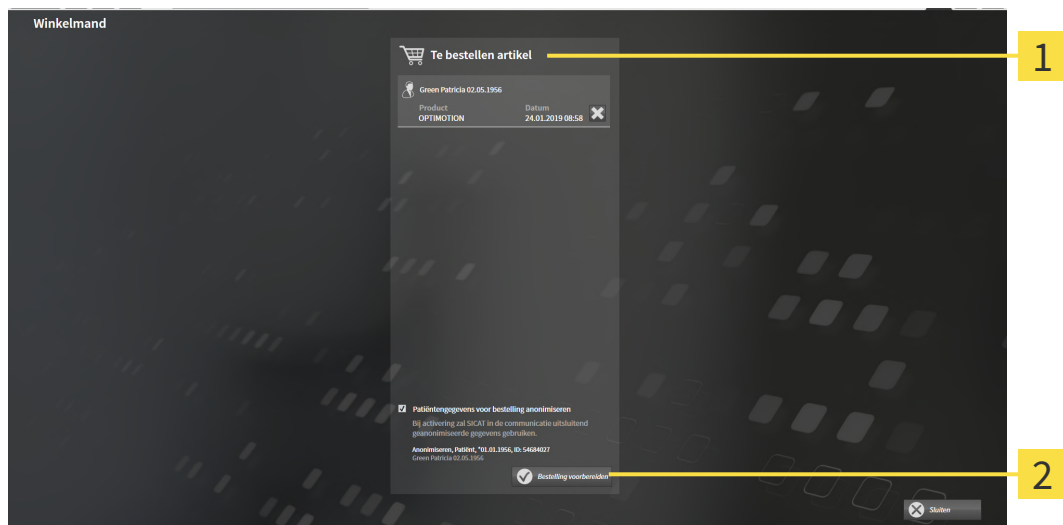 Winkelmand
Te bestellen artikel
1
Green Patricia 02.05.1956
Product Datum
OPTIMOTION 24.01.2019 08:58
Patiëntengegevens voor bestelling anonimiseren
Bij activering zal SICAT in de communicatie uitsluitend
geanonimiseerde gegevens gebruiken.
Anonimiseren, Patiënt, *01.01.1956, ID: 54684027
Green Patricia 02.05.1956
Bestelling voorbereiden
2
Sluiten